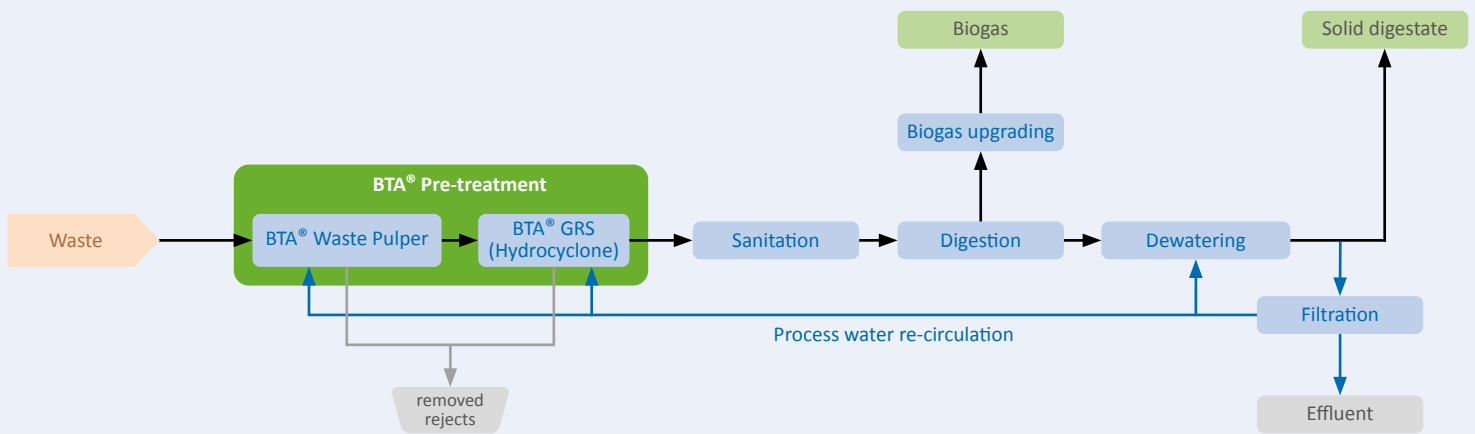 Biogas
Solid digestate
Biogas upgrading
BTA® Pre-treatment
Waste
BTA® Waste Pulper
BTA® GRS
(Hydrocyclone)
Sanitation
Digestion
Dewatering
Filtration
Process water re-circulation
removed
rejects
Effluent